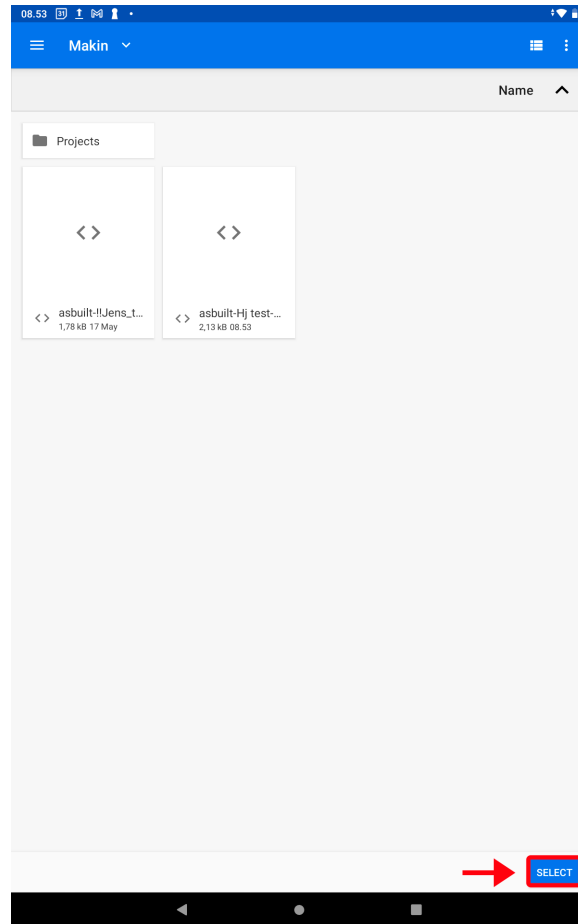 08.53 31
Makin
Name
Projects
asbuilt-!!Jens_t...
1,78 kB 17 May
asbuilt-Hj test-...
2,13 kB 08.53
SELECT